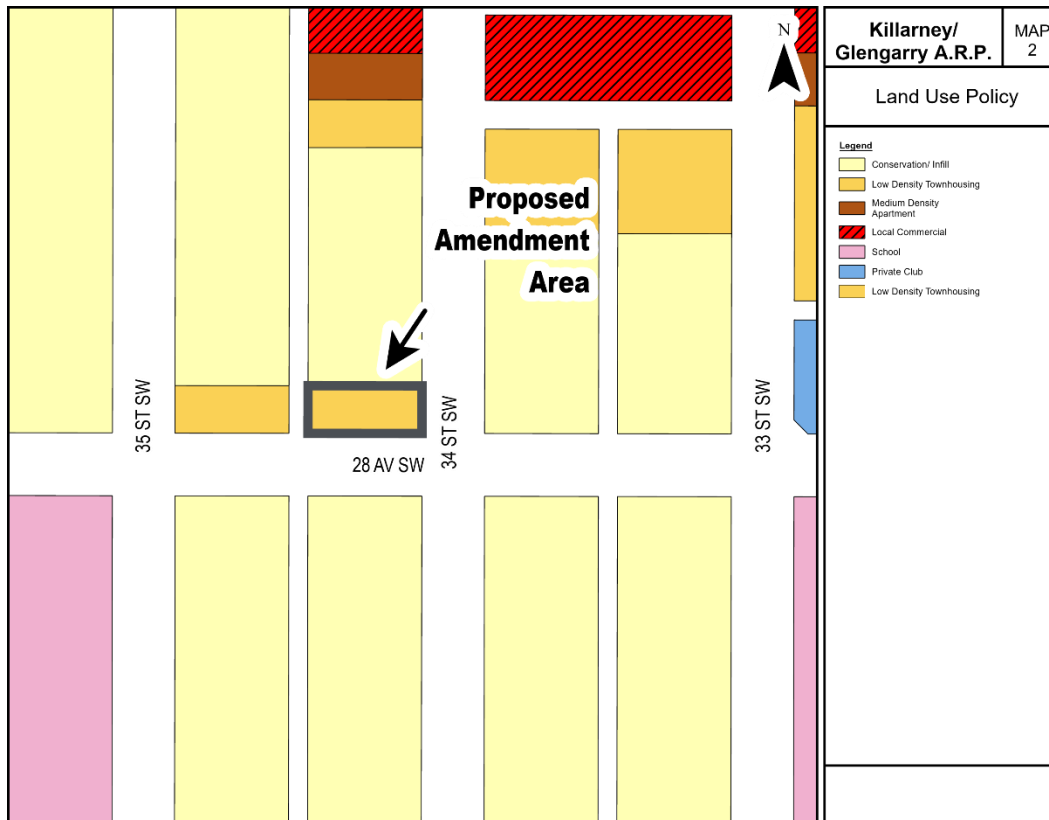 N
Proposed
Amendment
Area
35 ST SW
34 ST SW
33 ST SW
28 AV SW
Killarney/
Glengarry A.R.P.
MAP
2
Land Use Policy
Legend
Conservation/ Infill
Low Density Townhousing
Medium Density
Apartment
Local Commercial
School
Private Club
Low Density Townhousing